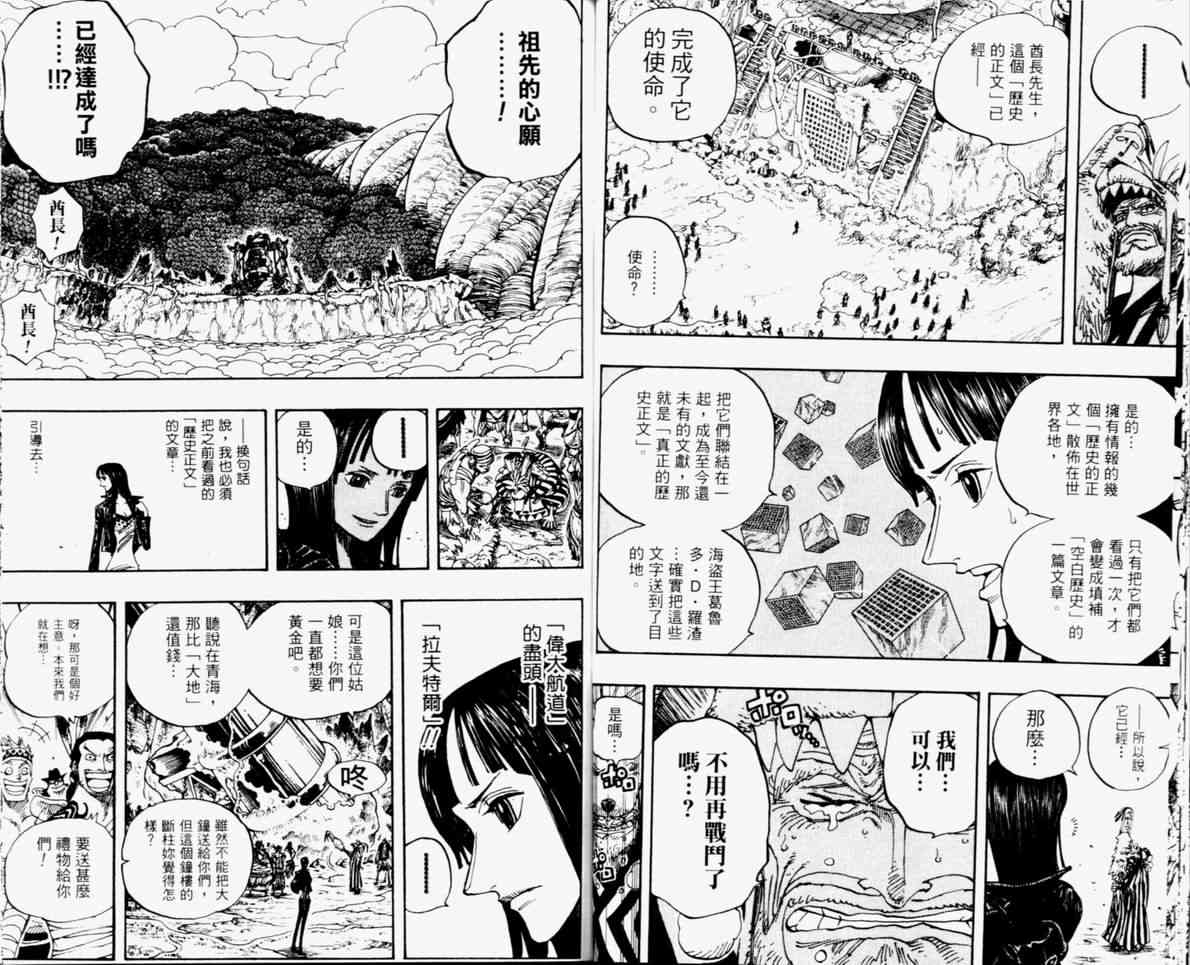 …………
酋長先生，
這個「歷史
的正文」已
經——
完成了它
的使命。
………
使命？
是的…
擁有情報的幾
個「歷史的正
文」散佈在世
界各地，
只有把它們都
看過一次，才
會變成填補
「空白歷史」的
一篇文章。
把它們聯結在一
起，成為至今還
未有的文獻，那
就是「真正的歷
史正文」
海盜王葛魯
多·D·羅渣
…確實把這些
文字送到了目
的地。
——所以說，
它已經…
那麼…
我們…
可以…
不用再戰鬥了
嗎…？
ポロ…
是嗎…
ポロ
ポロ
祖先的心願
………！
已經達成了嗎
……!!?
酋長！
酋長！
…………
是的…
——換句話
說，我也必須
把之前看過的
「歷史正文」
的文章…
引導去…
「偉大航道」
的盡頭——
「拉夫特爾」!!
…………
可是這位姑
娘……你們
一直都想要
黃金吧。
聽說在青海，
那比「大地」
還值錢…
咚
雖然不能把大
鐘送給你們，
但這個鐘樓的
斷柱妳覺得怎
樣？
呀，那可是個好
主意。本來我們
就在想…
要送甚麼
禮物給你
們！